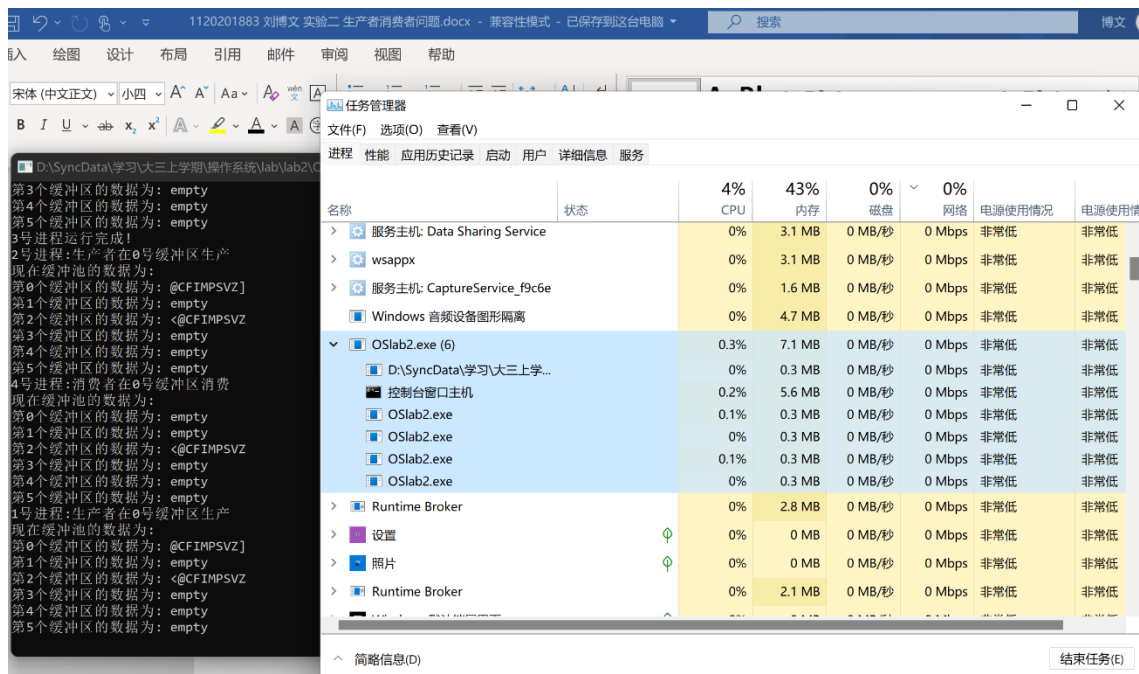 1120201883 刘博文 实验二 生产者消费者问题.docx - 兼容性模式 - 已保存到这台电脑
搜索
博文
插入 绘图 设计 布局 引用 邮件 审阅 视图 帮助
宋体 (中文正文) 小四 A^ A˅ Aa A wén文 A
B I U ab x₂ x² A A A 字
D:\SyncData\学习\大三上学期\操作系统\lab\lab2\O
第3个缓冲区的数据为: empty
第4个缓冲区的数据为: empty
第5个缓冲区的数据为: empty
3号进程运行完成!
2号进程:生产者在0号缓冲区生产
现在缓冲池的数据为:
第0个缓冲区的数据为: @CFIMPSVZ]
第1个缓冲区的数据为: empty
第2个缓冲区的数据为: <@CFIMPSVZ
第3个缓冲区的数据为: empty
第4个缓冲区的数据为: empty
第5个缓冲区的数据为: empty
4号进程:消费者在0号缓冲区消费
现在缓冲池的数据为:
第0个缓冲区的数据为: empty
第1个缓冲区的数据为: empty
第2个缓冲区的数据为: <@CFIMPSVZ
第3个缓冲区的数据为: empty
第4个缓冲区的数据为: empty
第5个缓冲区的数据为: empty
1号进程:生产者在0号缓冲区生产
现在缓冲池的数据为:
第0个缓冲区的数据为: @CFIMPSVZ]
第1个缓冲区的数据为: empty
第2个缓冲区的数据为: <@CFIMPSVZ
第3个缓冲区的数据为: empty
第4个缓冲区的数据为: empty
第5个缓冲区的数据为: empty
任务管理器
文件(F) 选项(O) 查看(V)
进程 性能 应用历史记录 启动 用户 详细信息 服务
4% 43% 0% 0%
名称 状态 CPU 内存 磁盘 网络 电源使用情况 电源使用情
服务主机: Data Sharing Service 0% 3.1 MB 0 MB/秒 0 Mbps 非常低 非常低
wsappx 0% 3.1 MB 0 MB/秒 0 Mbps 非常低 非常低
服务主机: CaptureService_f9c6e 0% 1.6 MB 0 MB/秒 0 Mbps 非常低 非常低
Windows 音频设备图形隔离 0% 4.7 MB 0 MB/秒 0 Mbps 非常低 非常低
OSlab2.exe (6) 0.3% 7.1 MB 0 MB/秒 0 Mbps 非常低 非常低
D:\SyncData\学习\大三上学... 0% 0.3 MB 0 MB/秒 0 Mbps 非常低 非常低
控制台窗口主机 0.2% 5.6 MB 0 MB/秒 0 Mbps 非常低 非常低
OSlab2.exe 0.1% 0.3 MB 0 MB/秒 0 Mbps 非常低 非常低
OSlab2.exe 0% 0.3 MB 0 MB/秒 0 Mbps 非常低 非常低
OSlab2.exe 0.1% 0.3 MB 0 MB/秒 0 Mbps 非常低 非常低
OSlab2.exe 0% 0.3 MB 0 MB/秒 0 Mbps 非常低 非常低
Runtime Broker 0% 2.8 MB 0 MB/秒 0 Mbps 非常低 非常低
设置 0% 0 MB 0 MB/秒 0 Mbps 非常低 非常低
照片 0% 0 MB 0 MB/秒 0 Mbps 非常低 非常低
Runtime Broker 0% 2.1 MB 0 MB/秒 0 Mbps 非常低 非常低
简略信息(D)
结束任务(E)